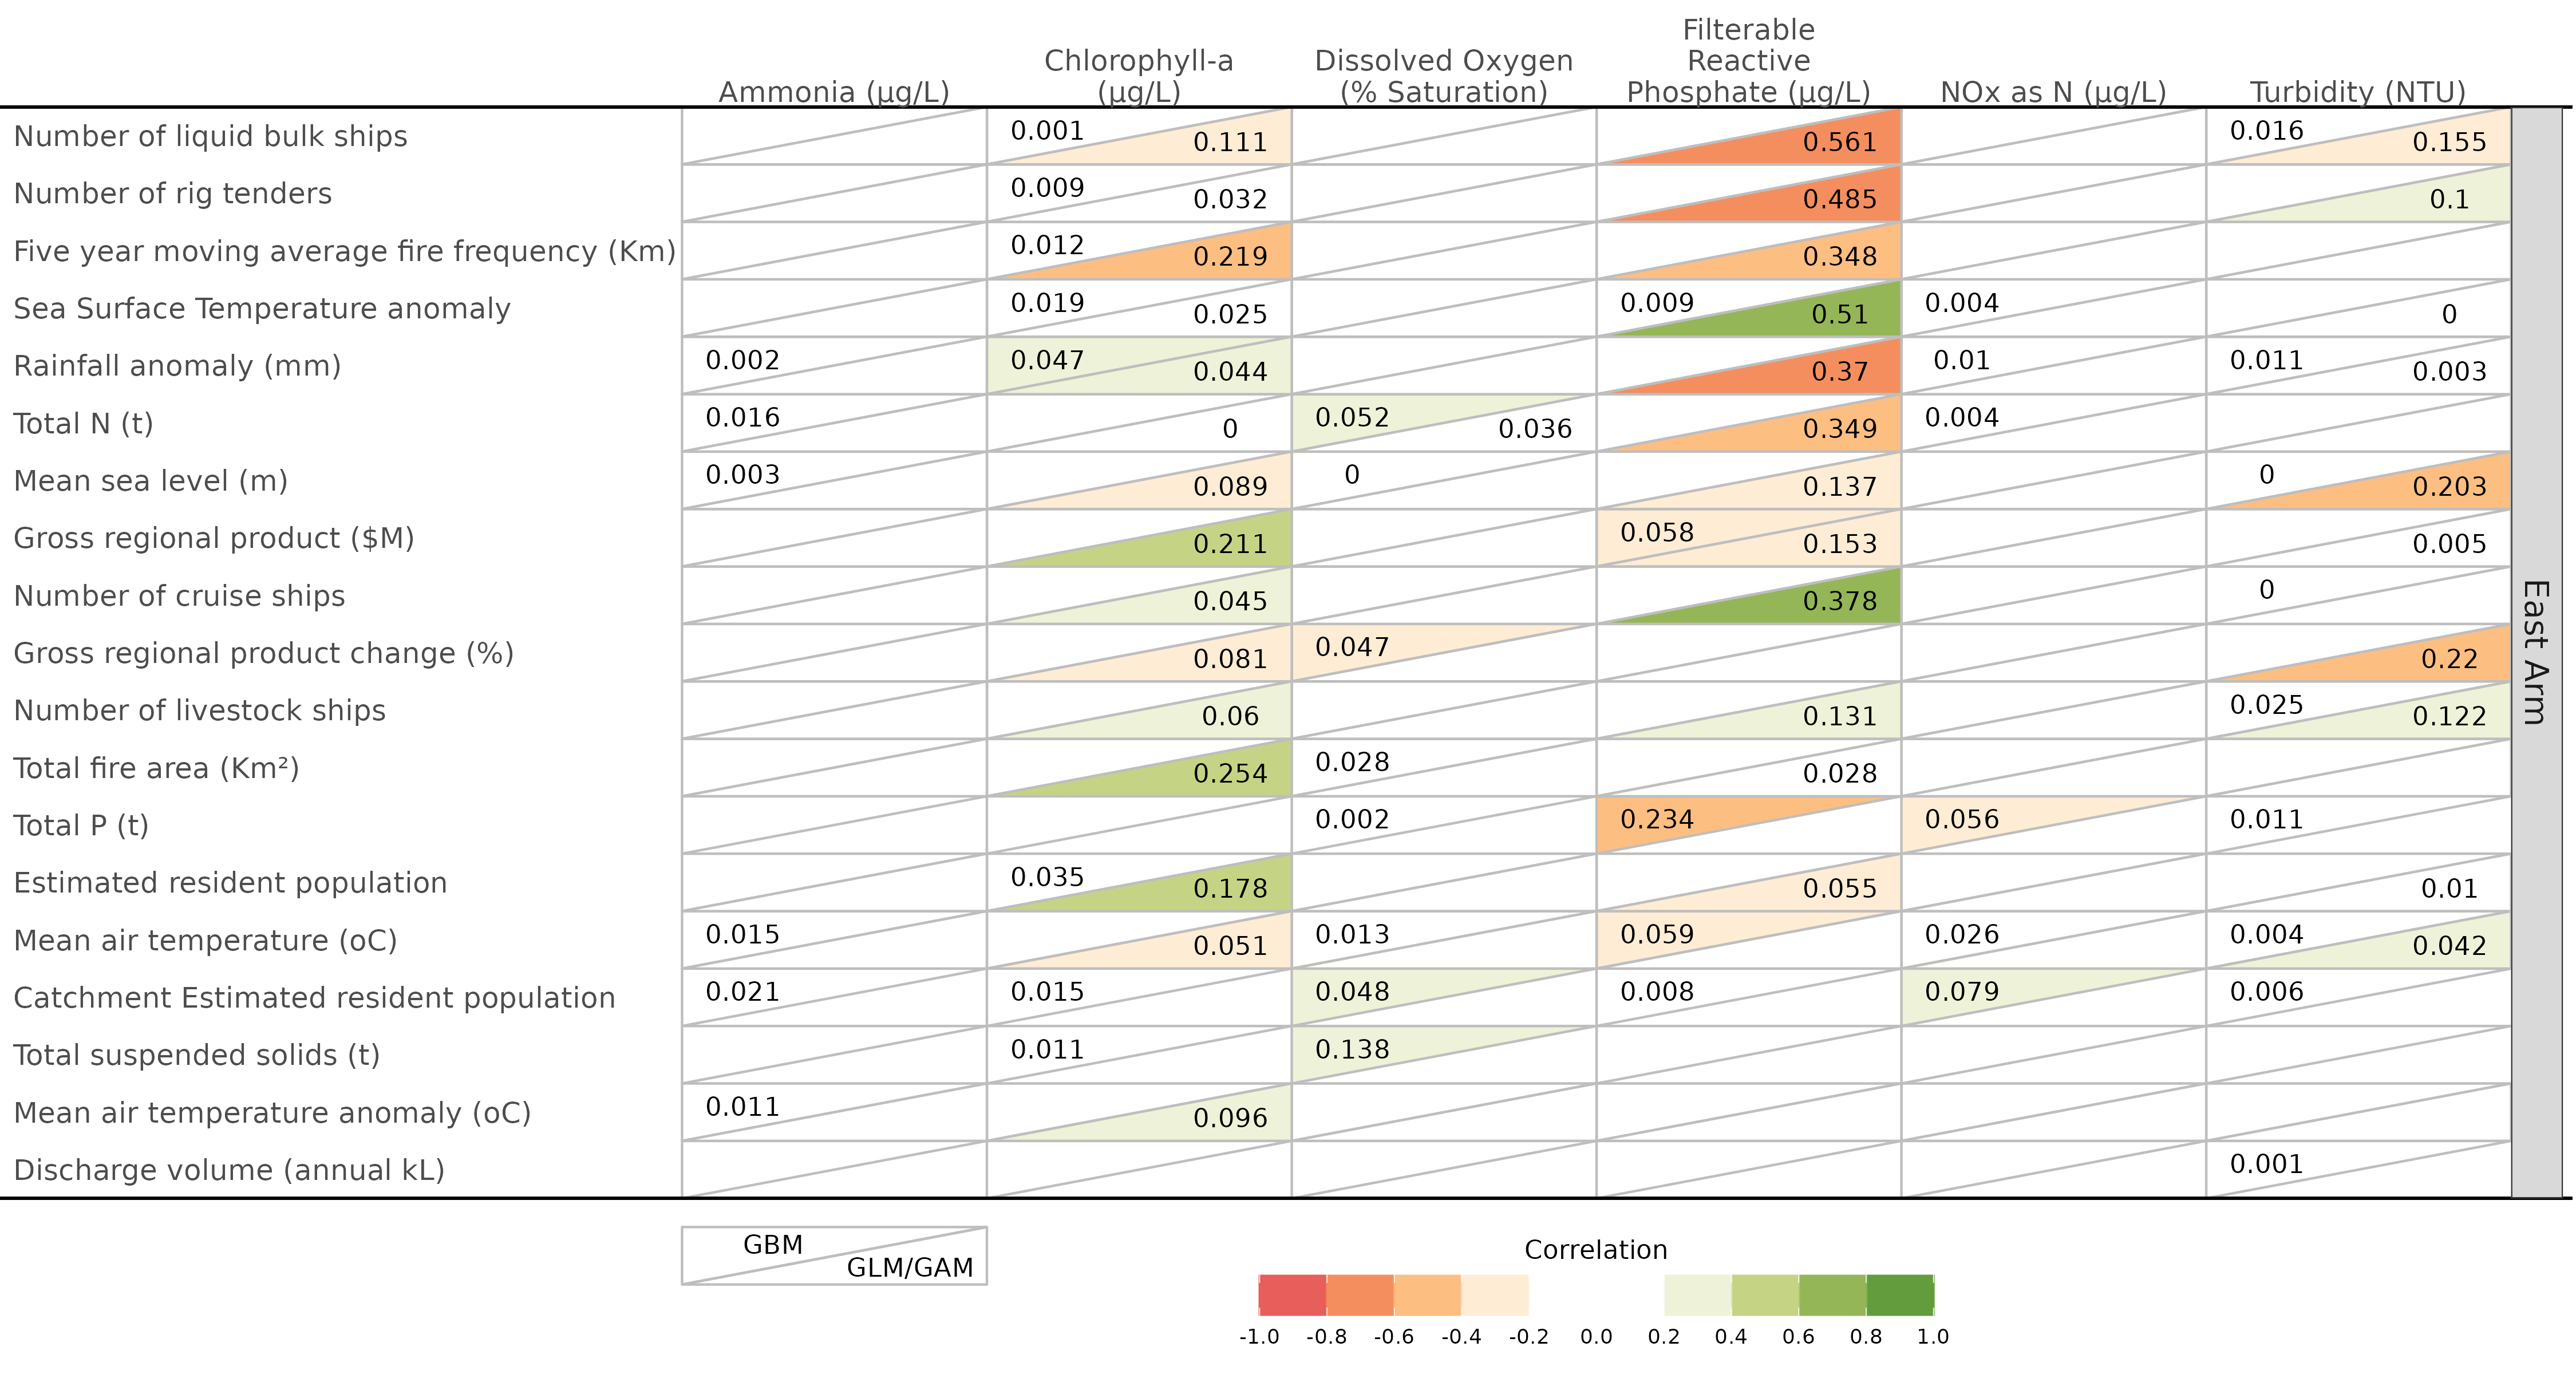 Filterable
Chlorophyll-a Dissolved Oxygen Reactive
Ammonia (µg/L) (µg/L) (% Saturation) Phosphate (µg/L) NOx as N (µg/L) Turbidity (NTU)
Number of liquid bulk ships 0.001 0.111 0.561 0.016 0.155
Number of rig tenders 0.009 0.032 0.485 0.1
Five year moving average fire frequency (Km) 0.012 0.219 0.348
Sea Surface Temperature anomaly 0.019 0.025 0.009 0.51 0.004 0
Rainfall anomaly (mm) 0.002 0.047 0.044 0.37 0.01 0.011 0.003
Total N (t) 0.016 0 0.052 0.036 0.349 0.004
Mean sea level (m) 0.003 0.089 0 0.137 0 0.203
Gross regional product ($M) 0.211 0.058 0.153 0.005
Number of cruise ships 0.045 0.378 0
Gross regional product change (%) 0.081 0.047 0.22
Number of livestock ships 0.06 0.131 0.025 0.122
Total fire area (Km²) 0.254 0.028 0.028
Total P (t) 0.002 0.234 0.056 0.011
Estimated resident population 0.035 0.178 0.055 0.01
Mean air temperature (oC) 0.015 0.051 0.013 0.059 0.026 0.004 0.042
Catchment Estimated resident population 0.021 0.015 0.048 0.008 0.079 0.006
Total suspended solids (t) 0.011 0.138
Mean air temperature anomaly (oC) 0.011 0.096
Discharge volume (annual kL) 0.001
East Arm
GBM
GLM/GAM
Correlation
-1.0 -0.8 -0.6 -0.4 -0.2 0.0 0.2 0.4 0.6 0.8 1.0